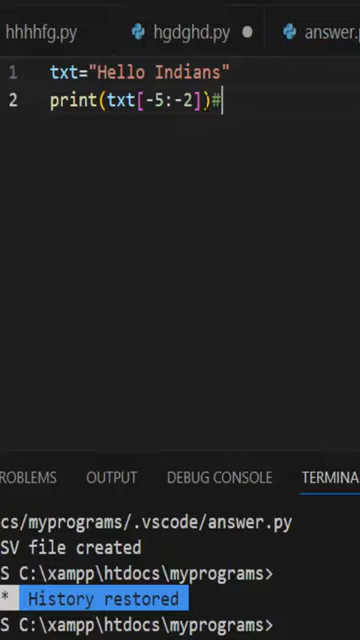 hhhhfg.py hgdghd.py answer.p
1 txt="Hello Indians"
2 print(txt[-5:-2])#
ROBLEMS OUTPUT DEBUG CONSOLE TERMINA
cs/myprograms/.vscode/answer.py
SV file created
S C:\xampp\htdocs\myprograms>
* History restored
S C:\xampp\htdocs\myprograms>